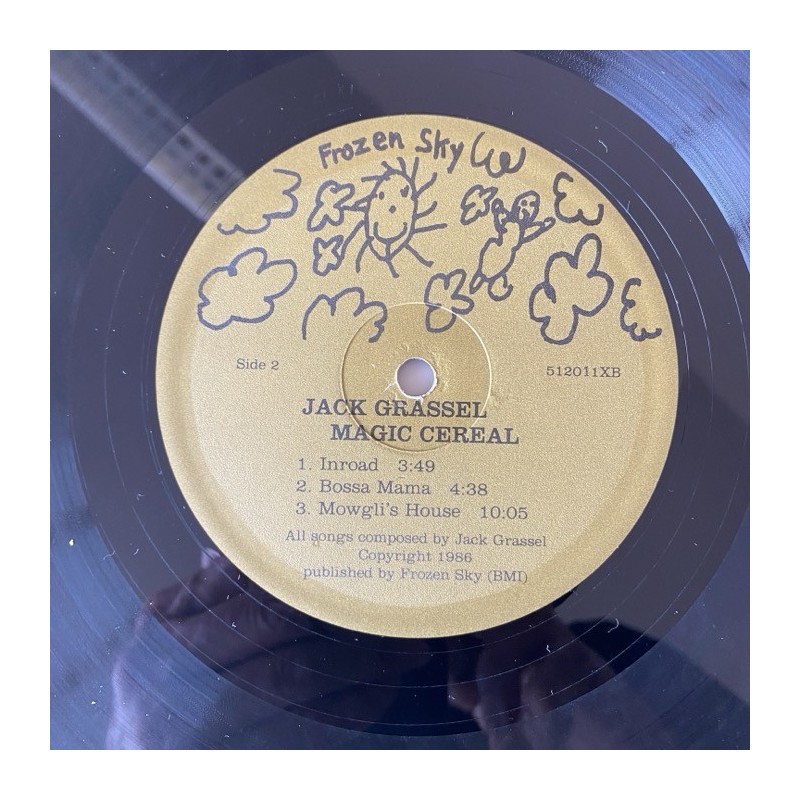 Frozen Sky
Side 2
512011XB
JACK GRASSEL
MAGIC CEREAL
1. Inroad 3:49
2. Bossa Mama 4:38
3. Mowgli's House 10:05
All songs composed by Jack Grassel
Copyright 1986
published by Frozen Sky (BMI)